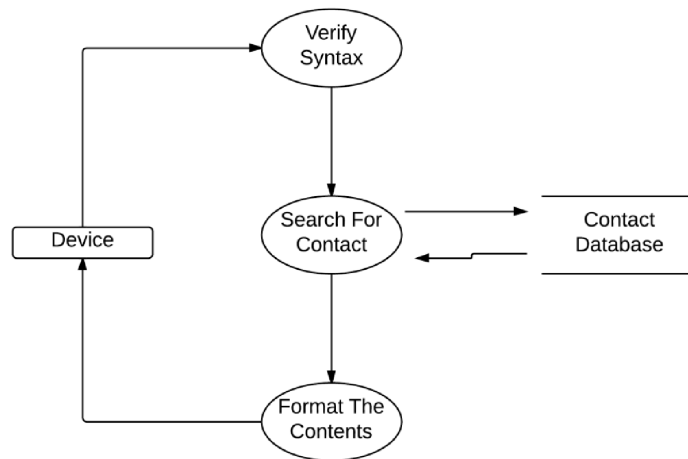 Verify
Syntax
Device
Search For
Contact
Contact
Database
Format The
Contents